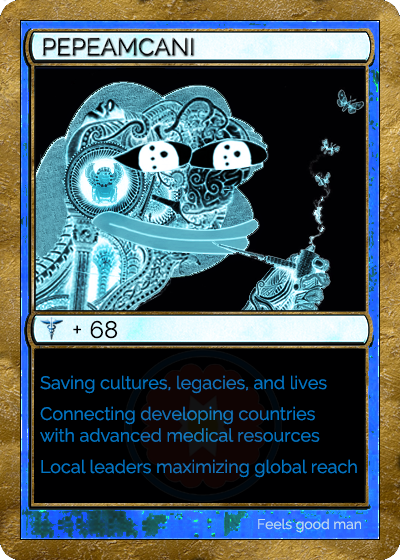 PEPEAMCANI
+ 68
Saving cultures, legacies, and lives
Connecting developing countries
with advanced medical resources
Local leaders maximizing global reach
Feels good man